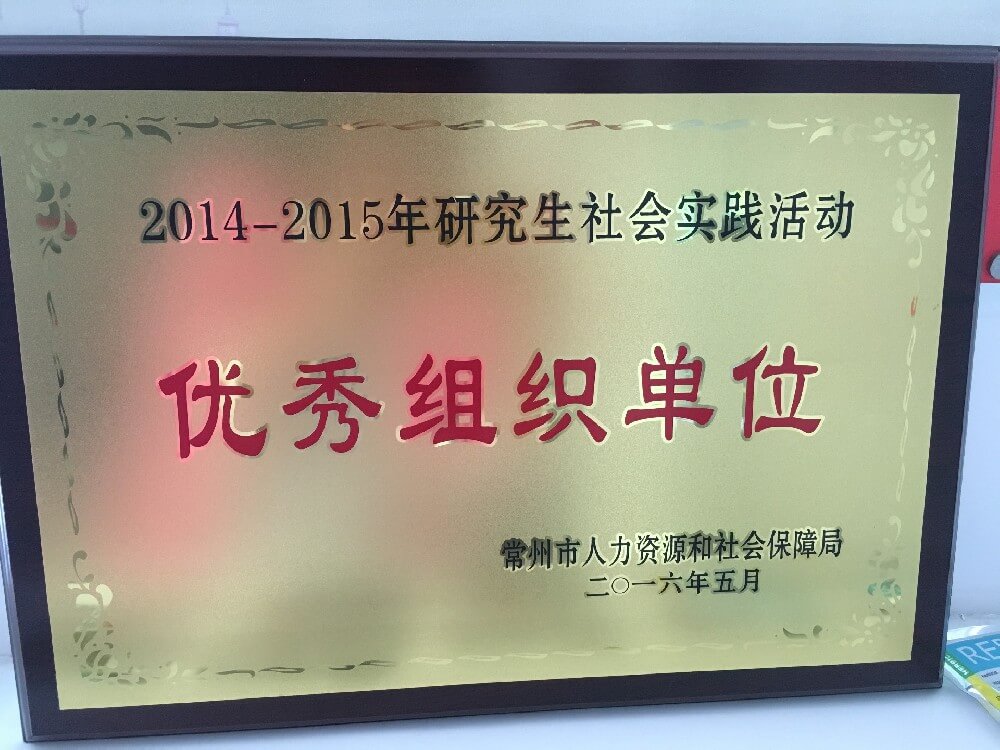 2014-2015年研究生社会实践活动
优秀组织单位
常州市人力资源和社会保障局
二〇一六年五月